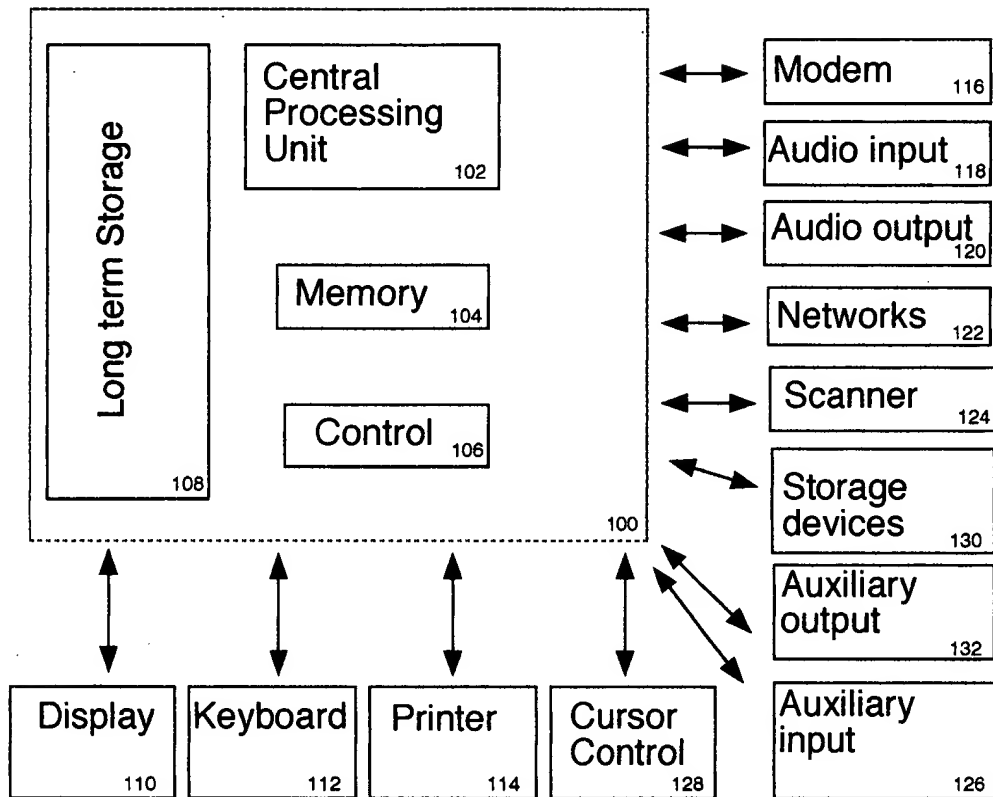 Long term Storage
108
Central
Processing
Unit
102
Memory
104
Control
106
100
Modem
116
Audio input
118
Audio output
120
Networks
122
Scanner
124
Storage
devices
130
Auxiliary
output
132
Auxiliary
input
126
Display
110
Keyboard
112
Printer
114
Cursor
Control
128